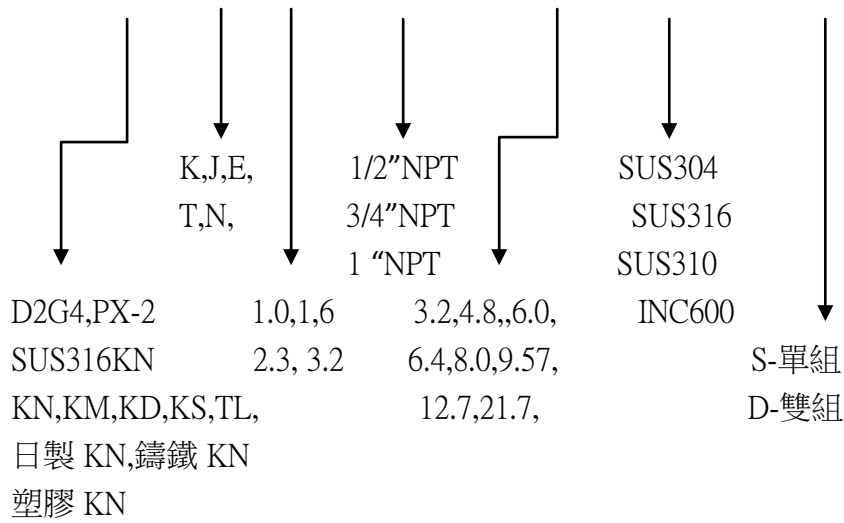 K,J,E, 1/2"NPT SUS304
T,N, 3/4"NPT SUS316
1 “NPT SUS310
D2G4,PX-2 1.0,1,6 3.2,4.8,,6.0, INC600
SUS316KN 2.3, 3.2 6.4,8.0,9.57, S-單組
KN,KM,KD,KS,TL, 12.7,21.7, D-雙組
日製 KN,鑄鐵 KN
塑膠 KN